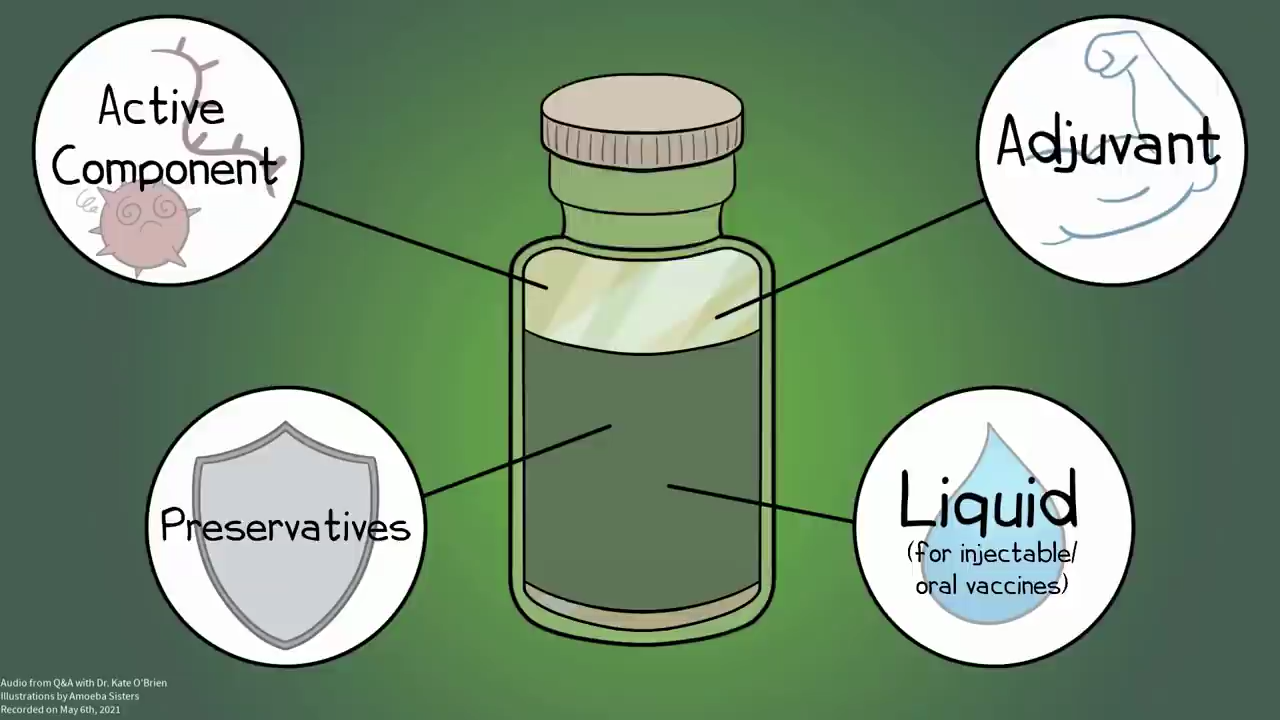 Active
Component
Adjuvant
Preservatives
Liquid
(for injectable/
oral vaccines)
Audio from Q&A with Dr. Kate O'Brien
Illustrations by Amoeba Sisters
Recorded on May 6th, 2021